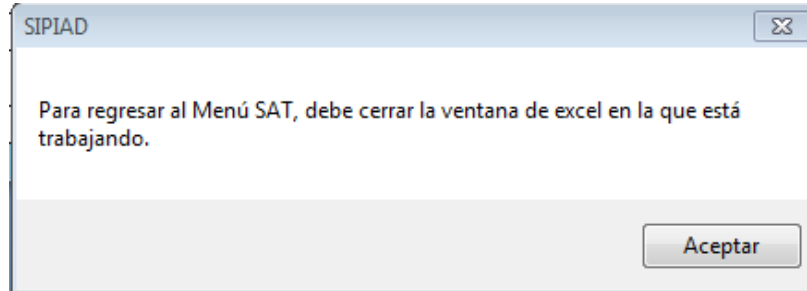 SIPIAD
Para regresar al Menú SAT, debe cerrar la ventana de excel en la que está
trabajando.
Aceptar